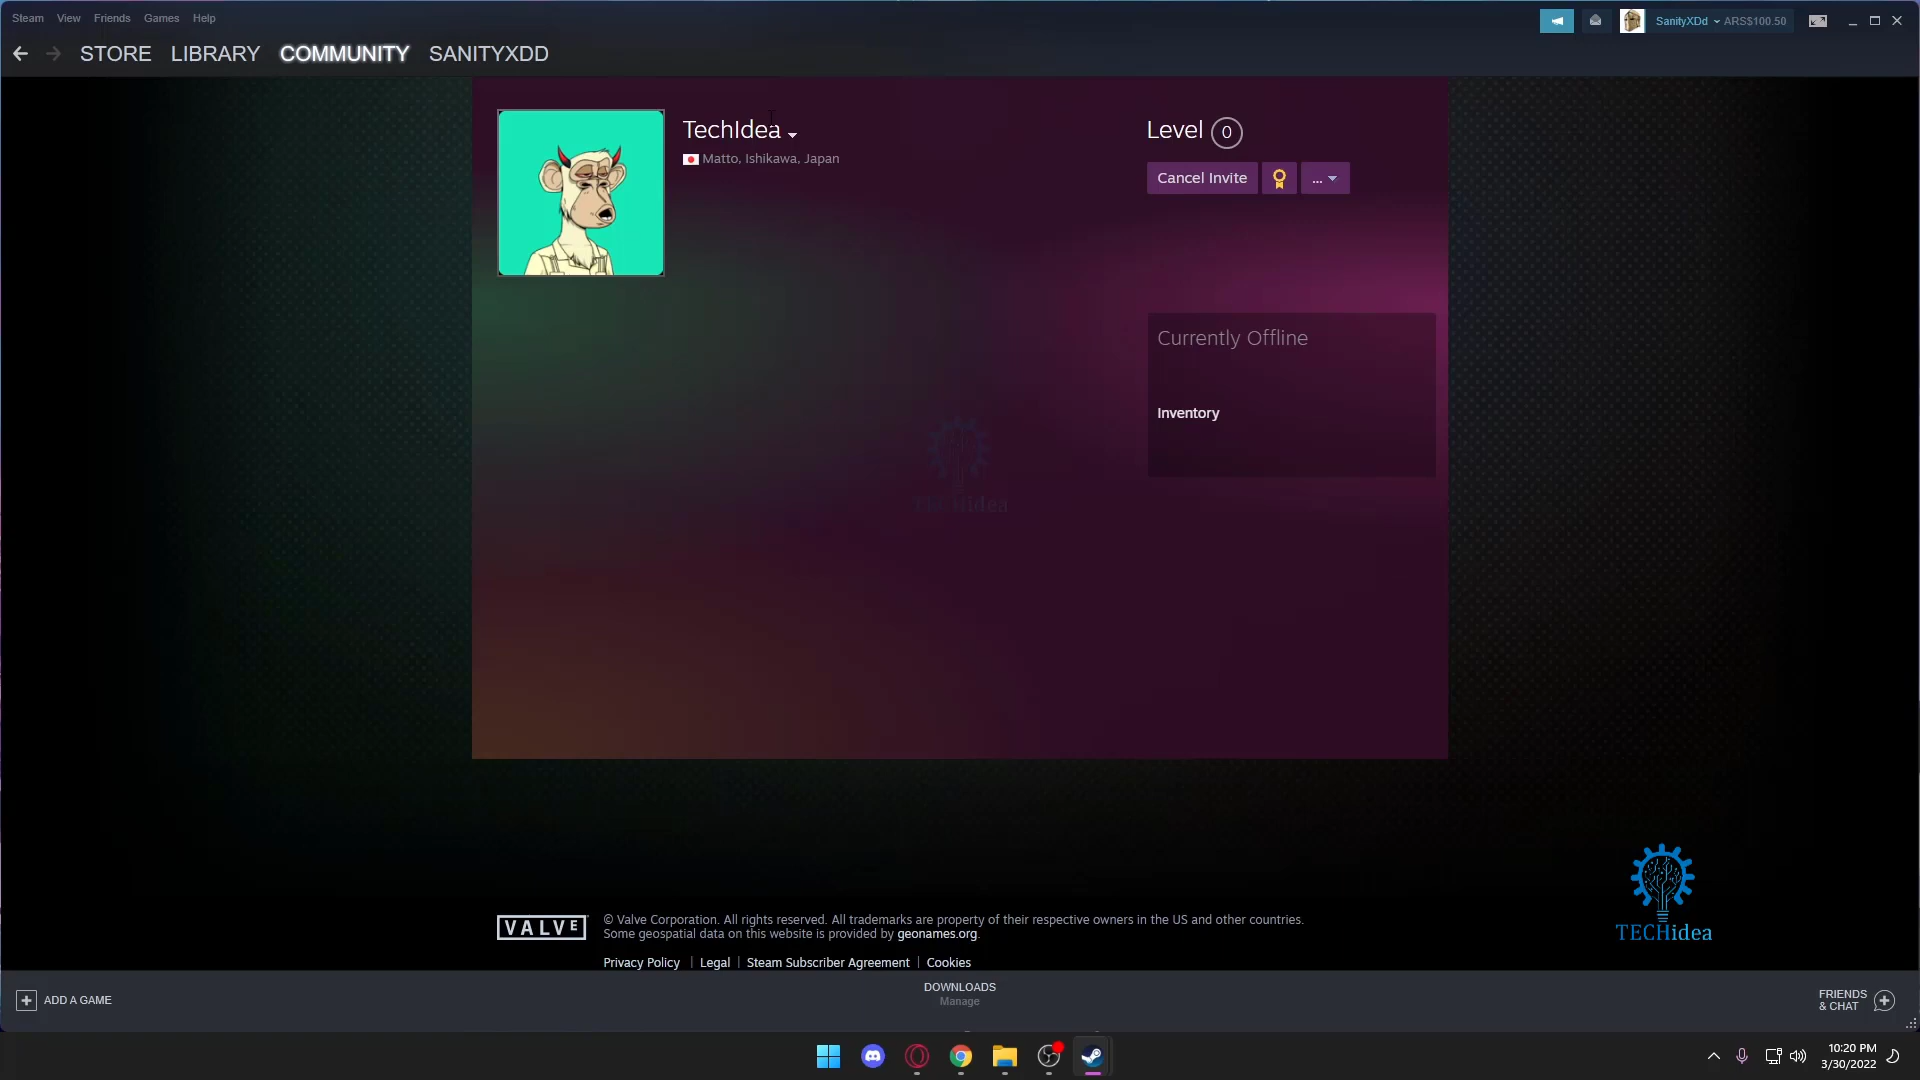 Steam View Friends Games Help
SanityXDd ARS$100.50
STORE LIBRARY COMMUNITY SANITYXDD
TechIdea
Matto, Ishikawa, Japan
Level 0
Cancel Invite ...
Currently Offline
Inventory
TECHidea
TECHidea
VALVE
© Valve Corporation. All rights reserved. All trademarks are property of their respective owners in the US and other countries.
Some geospatial data on this website is provided by geonames.org.
Privacy Policy | Legal | Steam Subscriber Agreement | Cookies
ADD A GAME
DOWNLOADS
Manage
FRIENDS
& CHAT
10:20 PM
3/30/2022